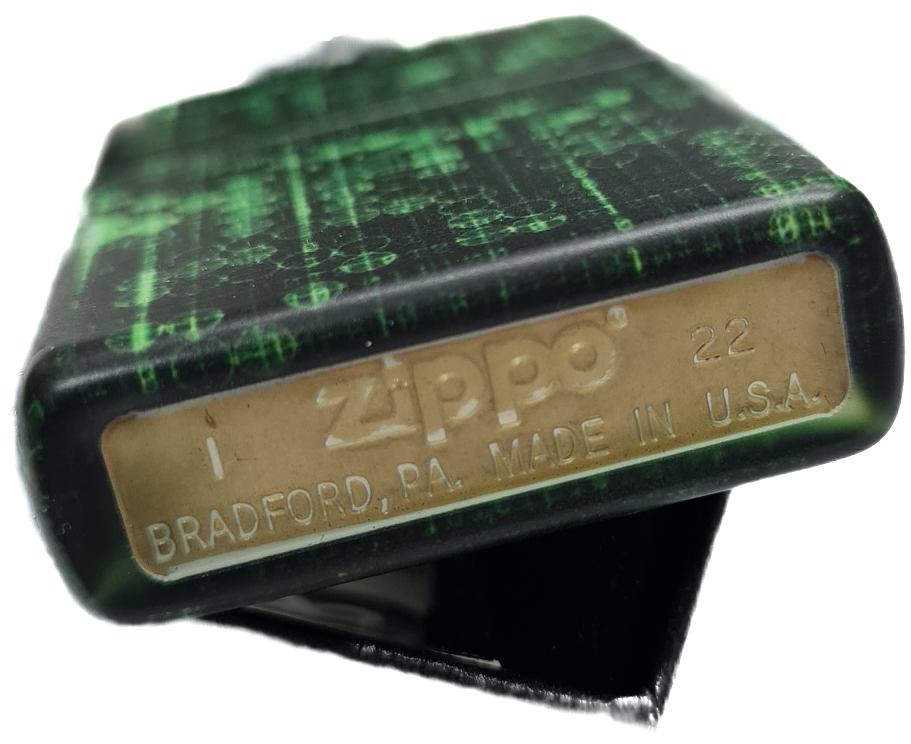 I zippo® 22
BRADFORD, PA. MADE IN U.S.A.